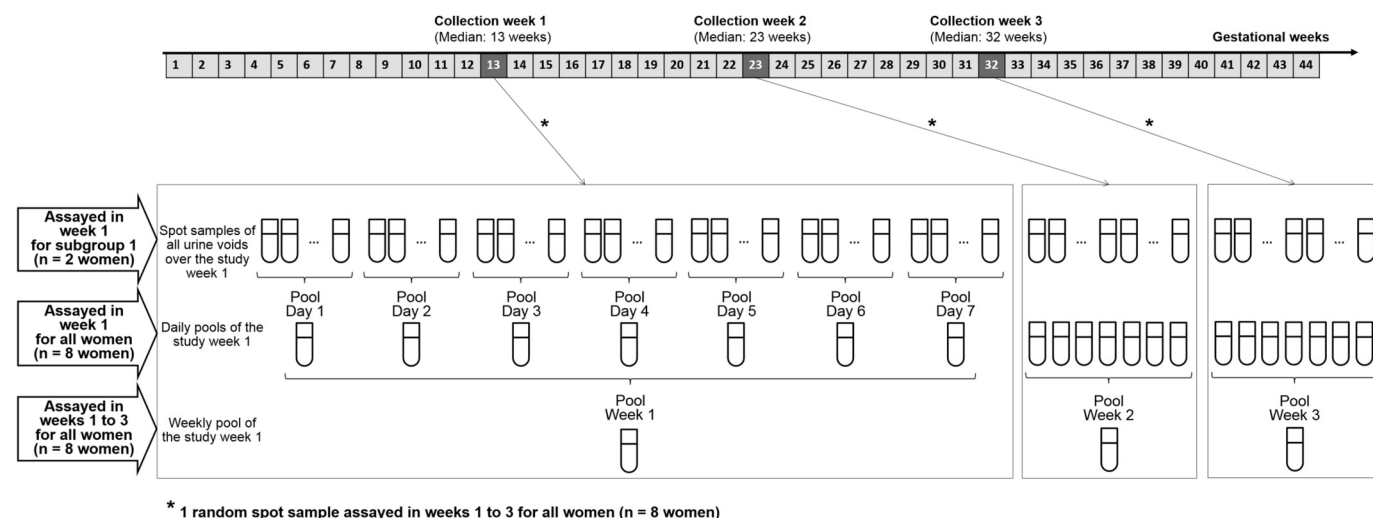 Collection week 1
(Median: 13 weeks)
Collection week 2
(Median: 23 weeks)
Collection week 3
(Median: 32 weeks)
Gestational weeks
1 2 3 4 5 6 7 8 9 10 11 12 13 14 15 16 17 18 19 20 21 22 23 24 25 26 27 28 29 30 31 32 33 34 35 36 37 38 39 40 41 42 43 44
* * *
Assayed in
week 1
for subgroup 1
(n = 2 women)
Spot samples of
all urine voids
over the study
week 1
... ... ... ... ... ... ... ... ... ... ...
Pool
Day 1
Pool
Day 2
Pool
Day 3
Pool
Day 4
Pool
Day 5
Pool
Day 6
Pool
Day 7
Assayed in
week 1
for all women
(n = 8 women)
Daily pools of the
study week 1
Assayed in
weeks 1 to 3
for all women
(n = 8 women)
Weekly pool of
the study week 1
Pool
Week 1
Pool
Week 2
Pool
Week 3
* 1 random spot sample assayed in weeks 1 to 3 for all women (n = 8 women)